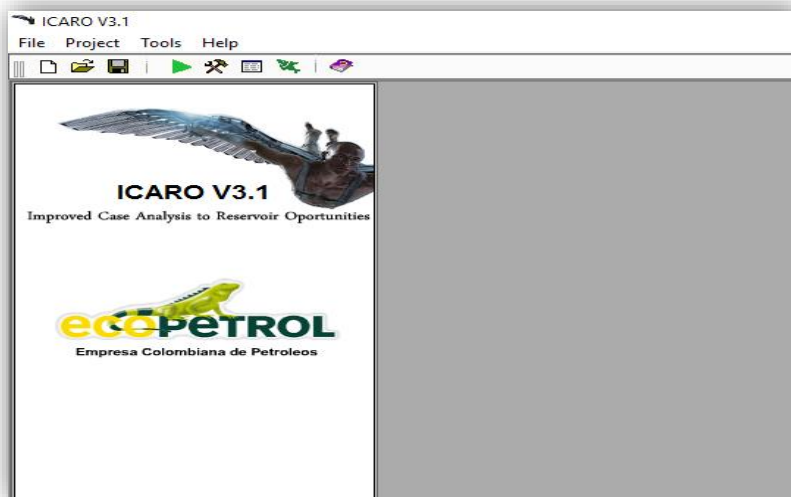 ICARO V3.1
File Project Tools Help
ICARO V3.1
Improved Case Analysis to Reservoir Oportunities
ecoPeTROL
Empresa Colombiana de Petroleos